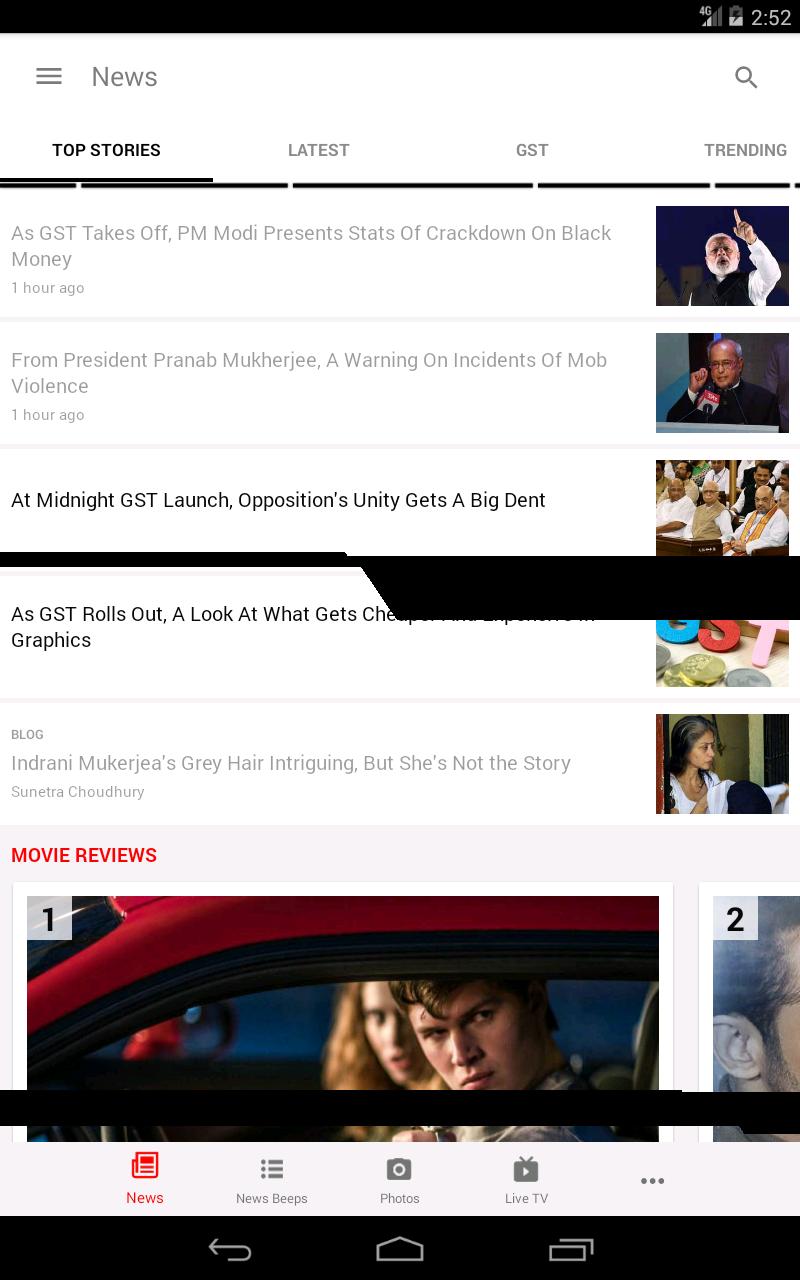 4G 2:52
News
TOP STORIES LATEST GST TRENDING
As GST Takes Off, PM Modi Presents Stats Of Crackdown On Black
Money
1 hour ago
From President Pranab Mukherjee, A Warning On Incidents Of Mob
Violence
1 hour ago
At Midnight GST Launch, Opposition's Unity Gets A Big Dent
As GST Rolls Out, A Look At What Gets
Graphics
BLOG
Indrani Mukerjea's Grey Hair Intriguing, But She's Not the Story
Sunetra Choudhury
MOVIE REVIEWS
1 2
News News Beeps Photos Live TV